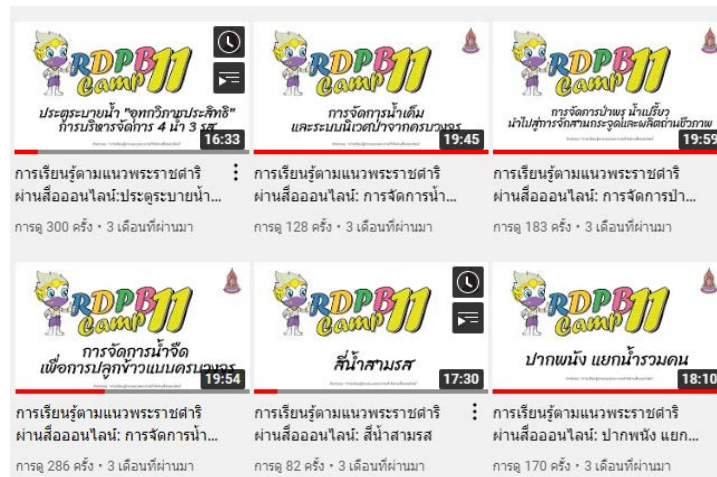 RDPB Camp 11
ประตูระบายน้ำ "อุทกวิภาชประสิทธิ"
การบริหารจัดการ 4 น้ำ 3 รส
16:33
การเรียนรู้ตามแนวพระราชดำริ
ผ่านสื่อออนไลน์:ประตูระบายน้ำ...
การดู 300 ครั้ง • 3 เดือนที่ผ่านมา
RDPB Camp 11
การจัดการน้ำเค็ม
และระบบนิเวศป่าจากครบวงจร
19:45
การเรียนรู้ตามแนวพระราชดำริ
ผ่านสื่อออนไลน์: การจัดการน้ำ...
การดู 128 ครั้ง • 3 เดือนที่ผ่านมา
RDPB Camp 11
การจัดการป่าพรุ น้ำเปรี้ยว
นำไปสู่การจักสานกระจูดและผลิตถ่านชีวภาพ
19:59
การเรียนรู้ตามแนวพระราชดำริ
ผ่านสื่อออนไลน์: การจัดการป่า...
การดู 183 ครั้ง • 3 เดือนที่ผ่านมา
RDPB Camp 11
การจัดการน้ำจืด
เพื่อการปลูกข้าวแบบครบวงจร
19:54
การเรียนรู้ตามแนวพระราชดำริ
ผ่านสื่อออนไลน์: การจัดการน้ำ...
การดู 286 ครั้ง • 3 เดือนที่ผ่านมา
RDPB Camp 11
สี่น้ำสามรส
17:30
การเรียนรู้ตามแนวพระราชดำริ
ผ่านสื่อออนไลน์: สี่น้ำสามรส
การดู 82 ครั้ง • 3 เดือนที่ผ่านมา
RDPB Camp 11
ปากพนัง แยกน้ำรวมคน
18:10
การเรียนรู้ตามแนวพระราชดำริ
ผ่านสื่อออนไลน์: ปากพนัง แยก...
การดู 170 ครั้ง • 3 เดือนที่ผ่านมา